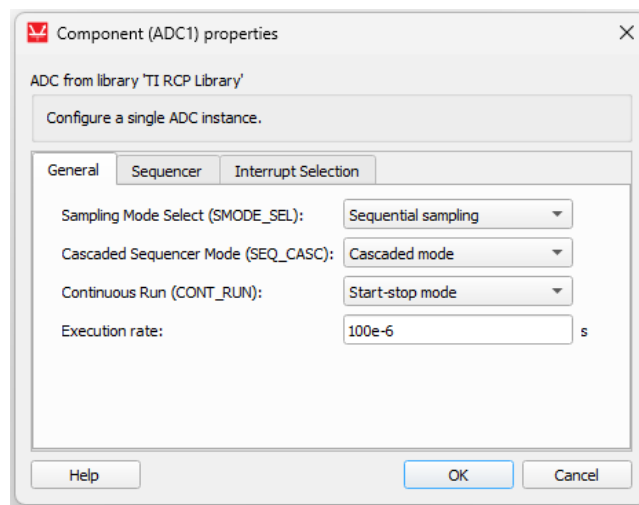 Component (ADC1) properties
ADC from library 'TI RCP Library'
Configure a single ADC instance.
General Sequencer Interrupt Selection
Sampling Mode Select (SMODE_SEL): Sequential sampling
Cascaded Sequencer Mode (SEQ_CASC): Cascaded mode
Continuous Run (CONT_RUN): Start-stop mode
Execution rate: 100e-6 s
Help OK Cancel